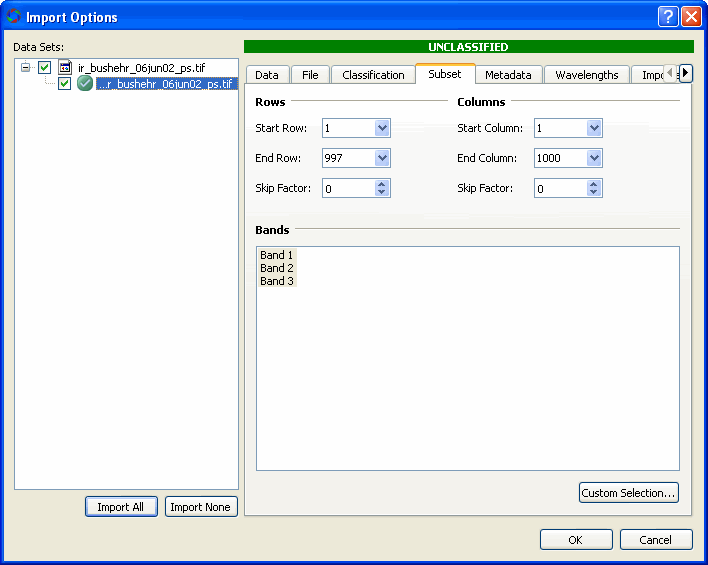 Import Options
Data Sets:
ir_bushehr_06jun02_ps.tif
...r_bushehr_06jun02_ps.tif
Import All Import None
UNCLASSIFIED
Data File Classification Subset Metadata Wavelengths
Rows Columns
Start Row: 1 Start Column: 1
End Row: 997 End Column: 1000
Skip Factor: 0 Skip Factor: 0
Bands
Band 1
Band 2
Band 3
Custom Selection...
OK Cancel